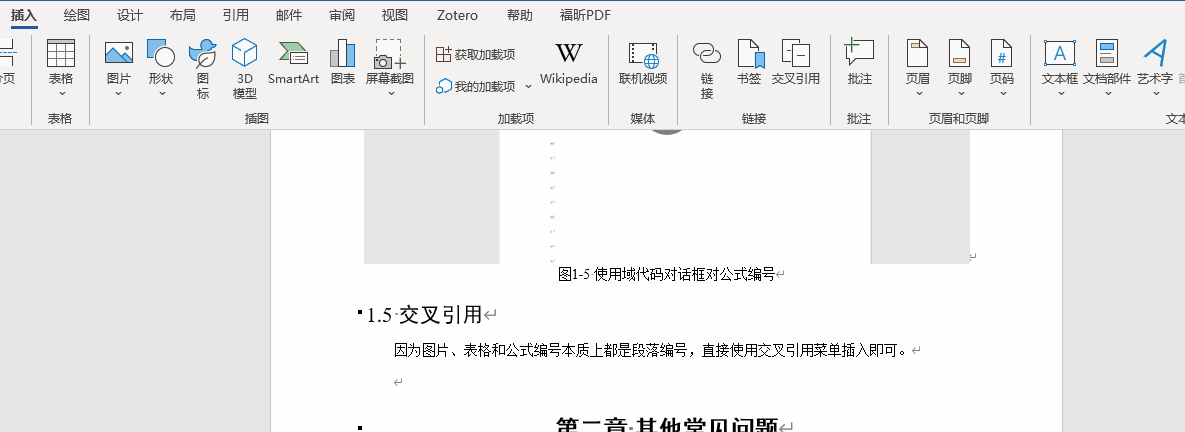 插入 绘图 设计 布局 引用 邮件 审阅 视图 Zotero 帮助 福昕PDF
表格 图片 形状 图标 3D模型 SmartArt 图表 屏幕截图 获取加载项 我的加载项 Wikipedia 联机视频 链接 书签 交叉引用 批注 页眉 页脚 页码 文本框 文档部件 艺术字
表格 插图 加载项 媒体 链接 批注 页眉和页脚
图1-5 使用域代码对话框对公式编号
1.5 交叉引用
因为图片、表格和公式编号本质上都是段落编号，直接使用交叉引用菜单插入即可。
第二章 其他常见问题